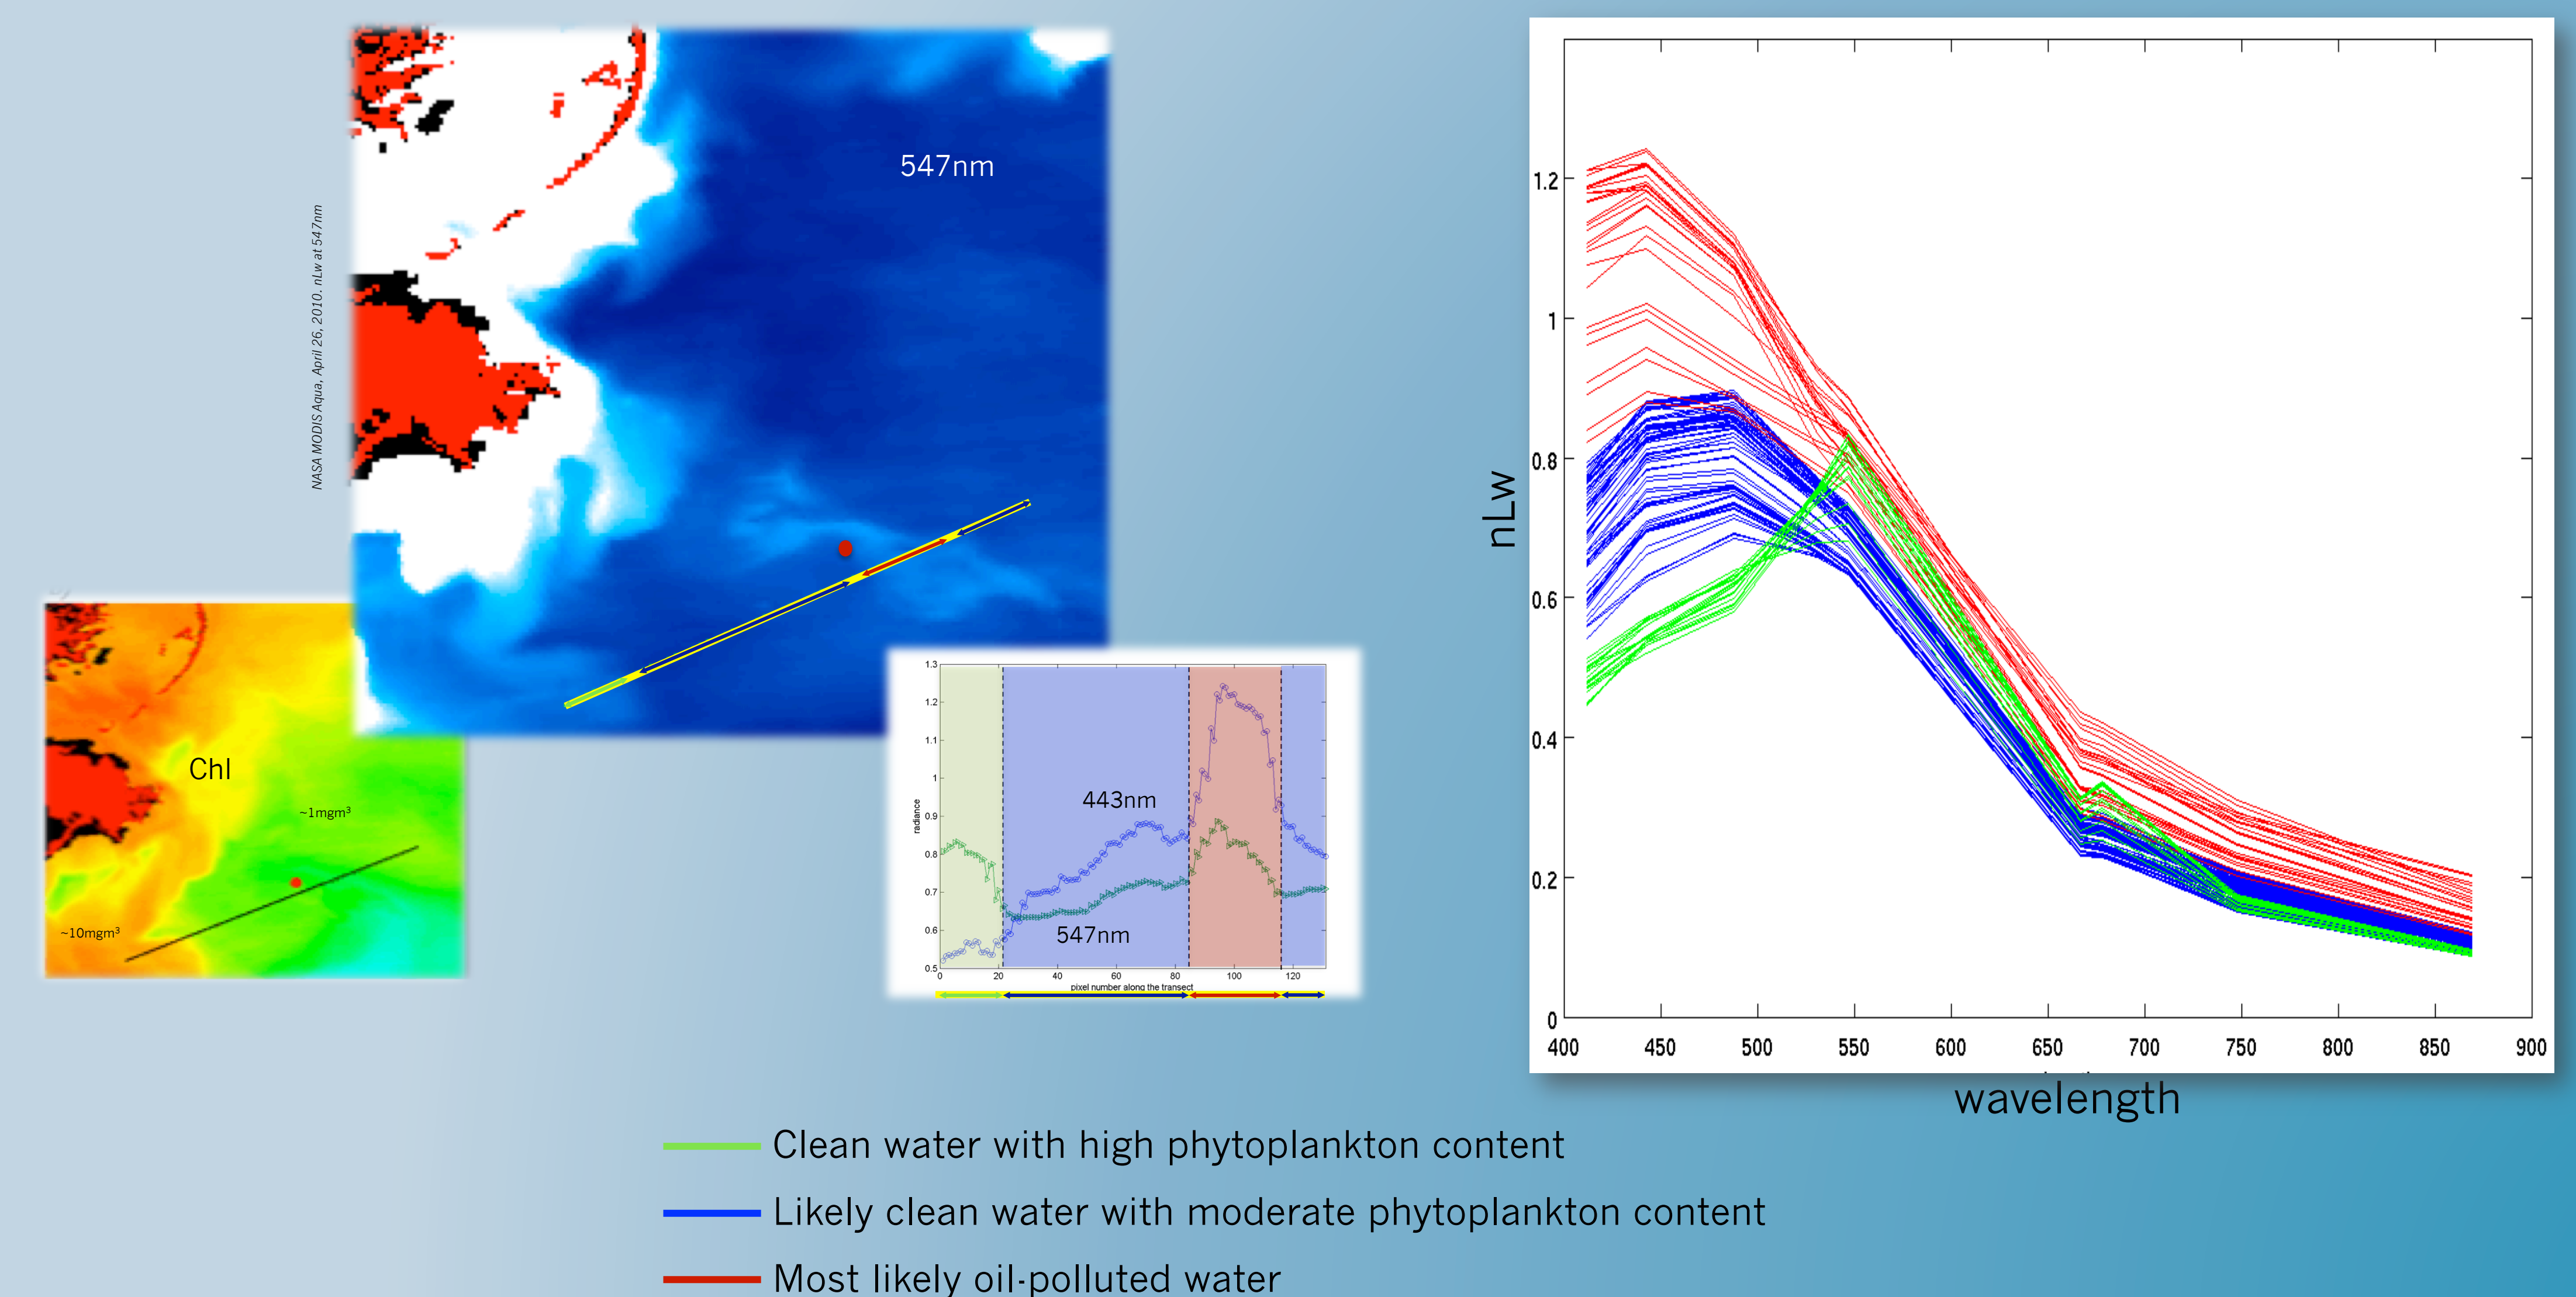 547nm
NASA MODIS Aqua, April 26, 2010. nLw at 547nm
Chl
~1mgm³
~10mgm³
1.3
1.2
1.1
1
0.9
0.8
0.7
0.6
0.5
radiance
443nm
547nm
0 20 40 60 80 100 120
pixel number along the transect
1.2
1
0.8
0.6
0.4
0.2
0
nLw
400 450 500 550 600 650 700 750 800 850 900
wavelength
Clean water with high phytoplankton content
Likely clean water with moderate phytoplankton content
Most likely oil-polluted water